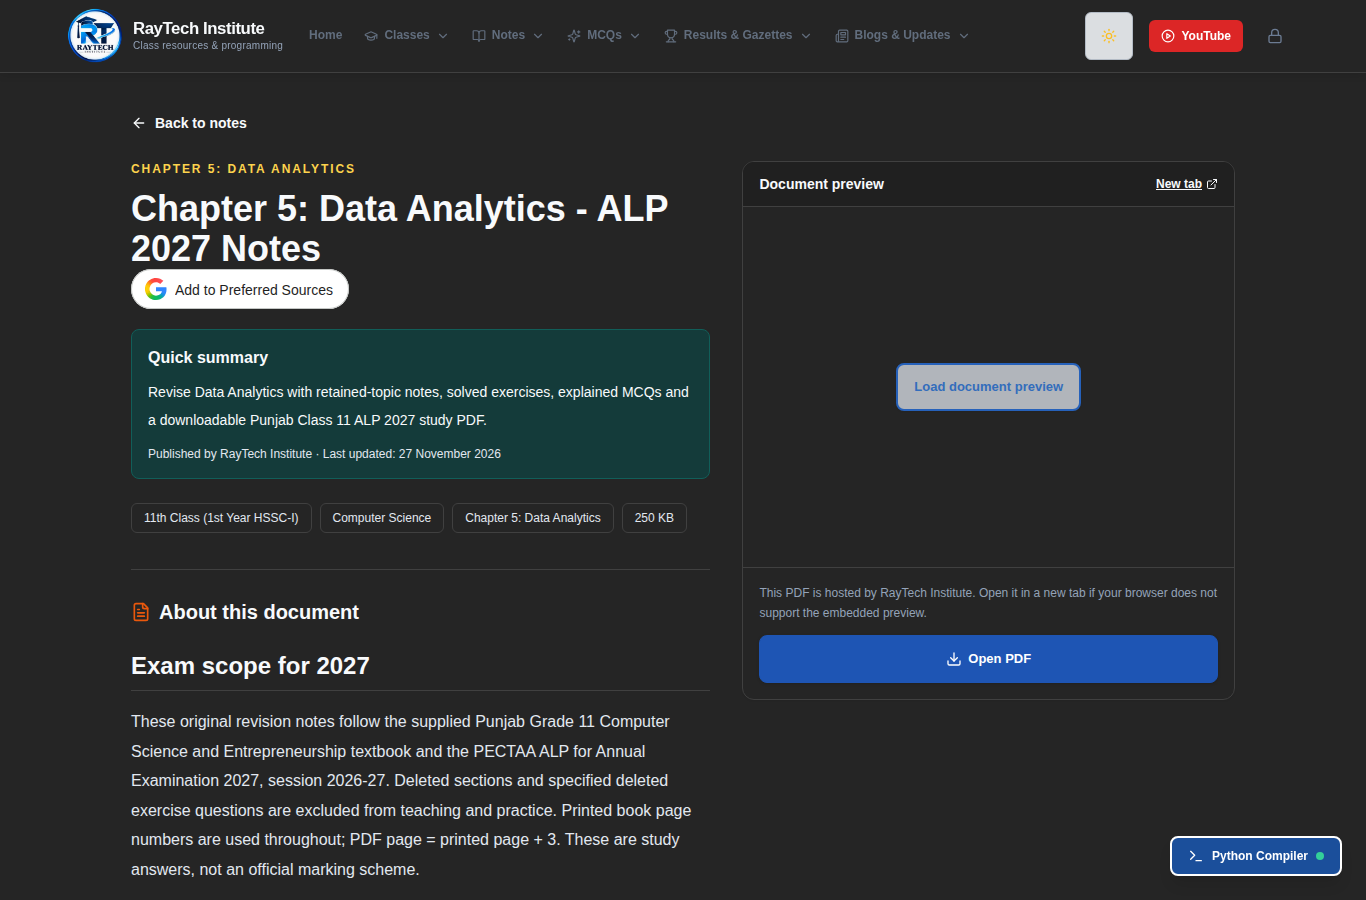 RayTech Institute
Class resources & programming
Home
Classes
Notes
MCQs
Results & Gazettes
Blogs & Updates
YouTube
RT
RAYTECH
Back to notes
CHAPTER 5: DATA ANALYTICS
Chapter 5: Data Analytics - ALP
2027 Notes
Add to Preferred Sources
Quick summary
Revise Data Analytics with retained-topic notes, solved exercises, explained MCQs and
a downloadable Punjab Class 11 ALP 2027 study PDF.
Published by RayTech Institute · Last updated: 27 November 2026
11th Class (1st Year HSSC-I)
Computer Science
Chapter 5: Data Analytics
250 KB
About this document
Exam scope for 2027
These original revision notes follow the supplied Punjab Grade 11 Computer
Science and Entrepreneurship textbook and the PECTAA ALP for Annual
Examination 2027, session 2026-27. Deleted sections and specified deleted
exercise questions are excluded from teaching and practice. Printed book page
numbers are used throughout; PDF page = printed page + 3. These are study
answers, not an official marking scheme.
Document preview
New tab
Load document preview
This PDF is hosted by RayTech Institute. Open it in a new tab if your browser does not
support the embedded preview.
Open PDF
Python Compiler